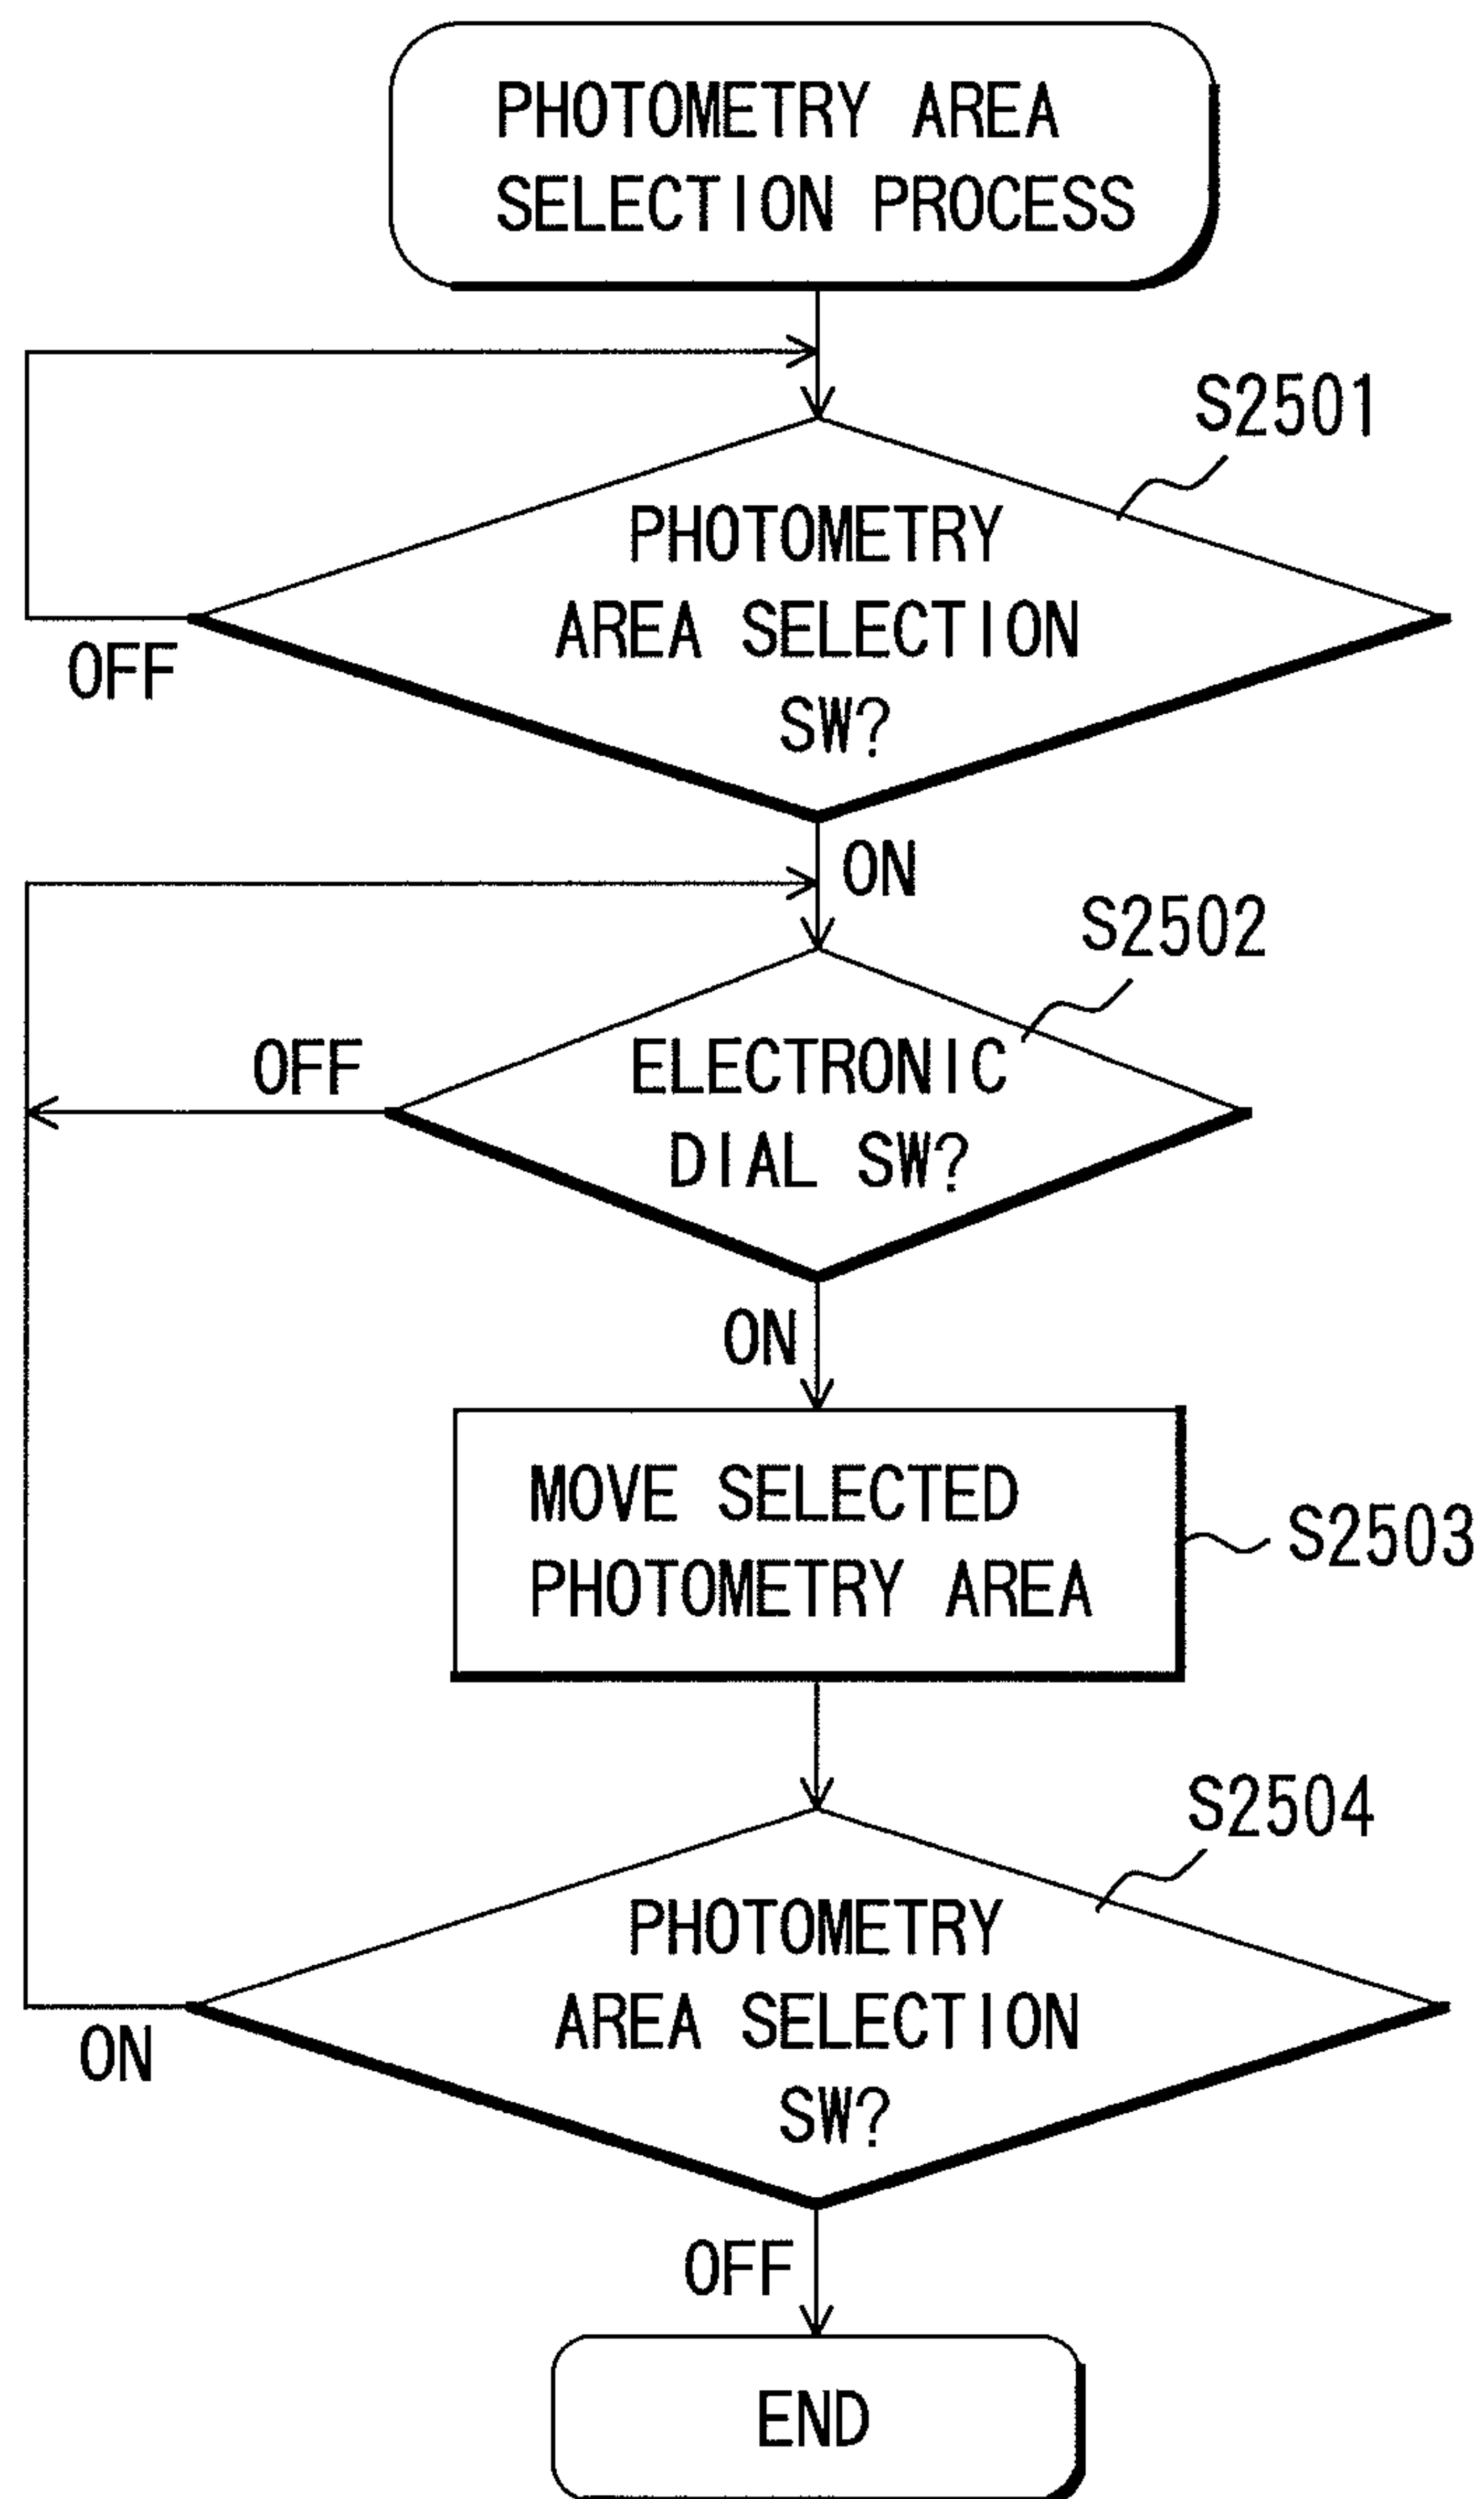 PHOTOMETRY AREA
SELECTION PROCESS
S2501
PHOTOMETRY
AREA SELECTION
SW?
OFF
ON
S2502
OFF
ELECTRONIC
DIAL SW?
ON
MOVE SELECTED
PHOTOMETRY AREA
S2503
S2504
PHOTOMETRY
AREA SELECTION
SW?
ON
OFF
END